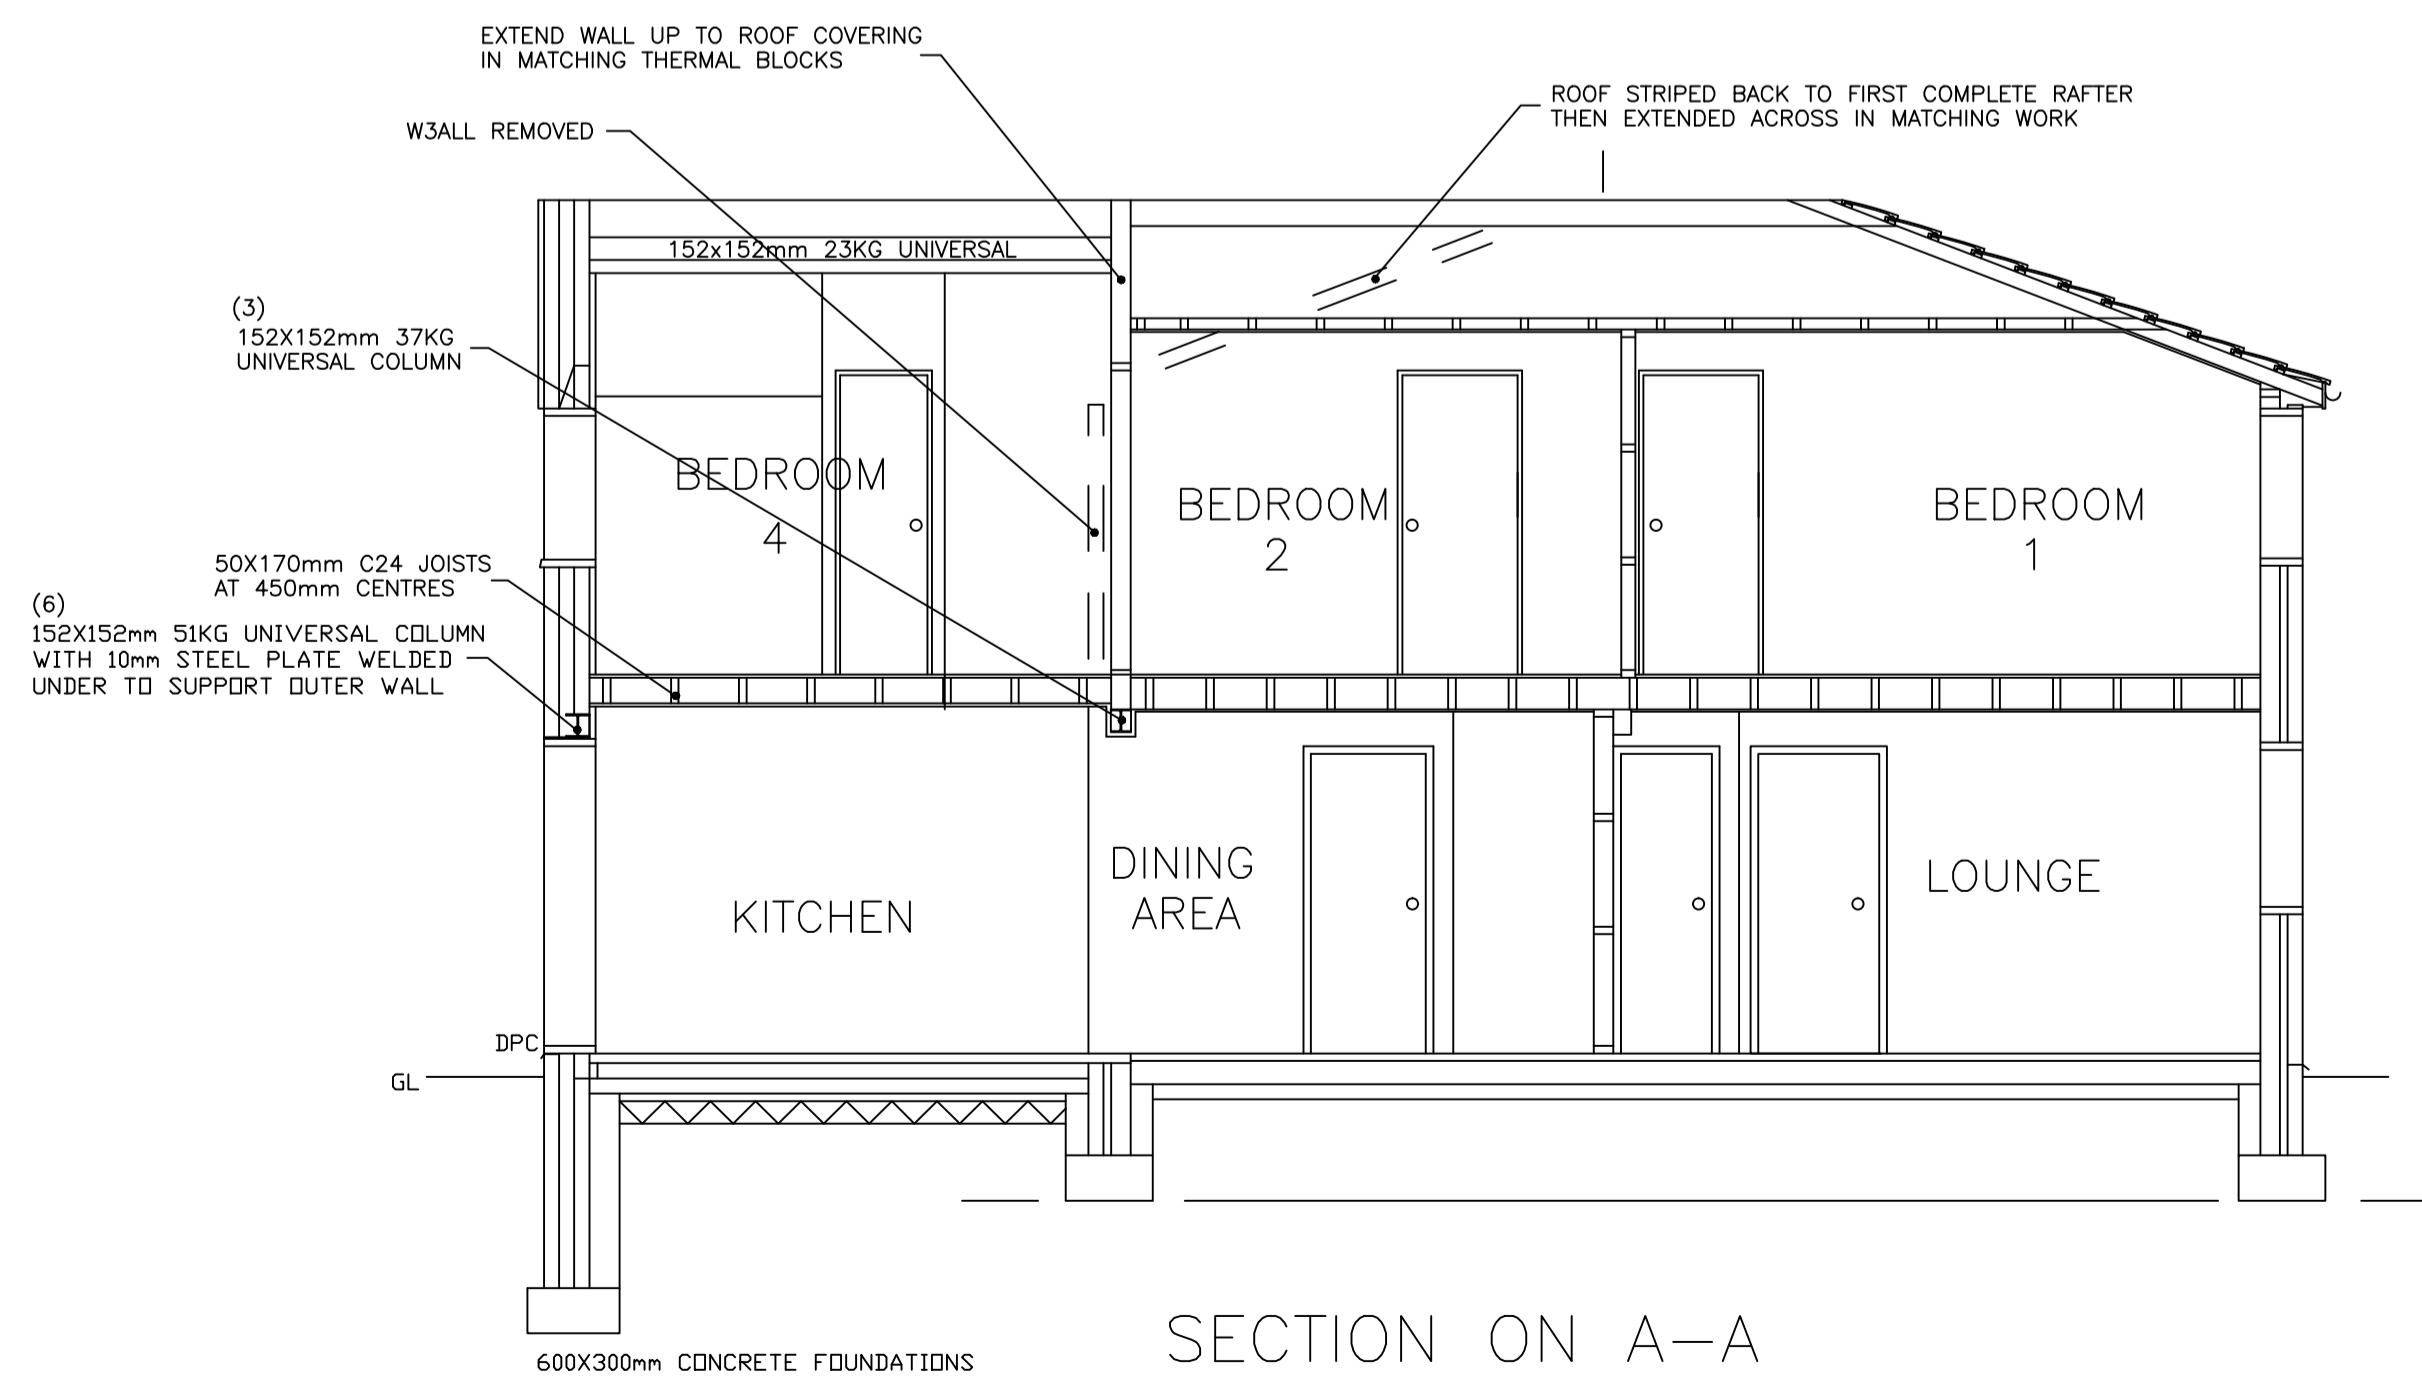 EXTEND WALL UP TO ROOF COVERING
IN MATCHING THERMAL BLOCKS
ROOF STRIPED BACK TO FIRST COMPLETE RAFTER
THEN EXTENDED ACROSS IN MATCHING WORK
W3ALL REMOVED
152x152mm 23KG UNIVERSAL
(3)
152X152mm 37KG
UNIVERSAL COLUMN
BEDROOM
4
BEDROOM
2
BEDROOM
1
50X170mm C24 JOISTS
AT 450mm CENTRES
(6)
152X152mm 51KG UNIVERSAL COLUMN
WITH 10mm STEEL PLATE WELDED
UNDER TO SUPPORT OUTER WALL
KITCHEN
DINING
AREA
LOUNGE
DPC
GL
600X300mm CONCRETE FOUNDATIONS
SECTION ON A-A